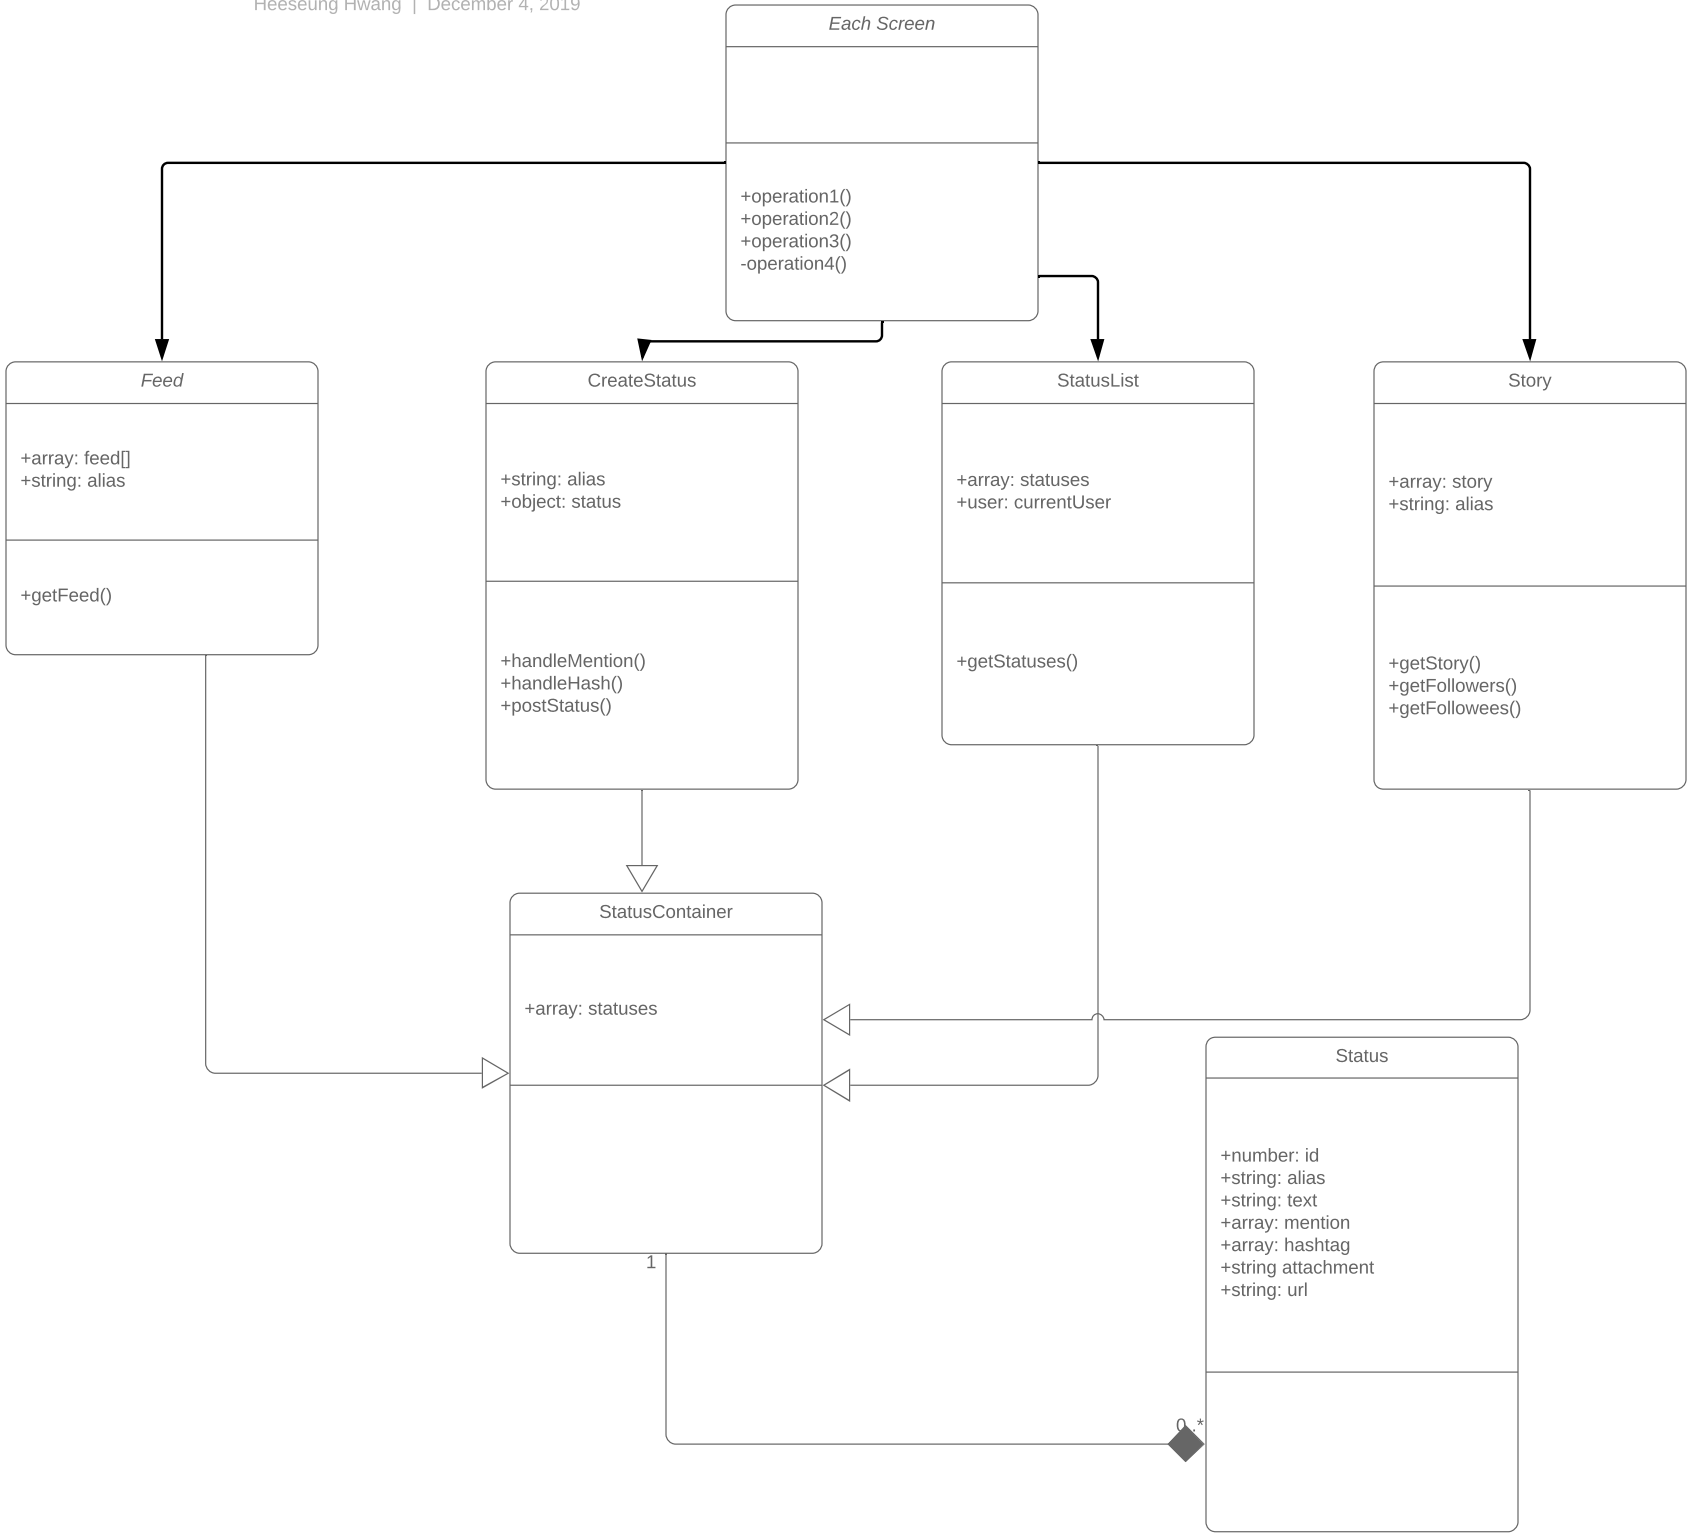 Heeseung Hwang | December 4, 2019
Each Screen
+operation1()
+operation2()
+operation3()
-operation4()
Feed
+array: feed[]
+string: alias
+getFeed()
CreateStatus
+string: alias
+object: status
+handleMention()
+handleHash()
+postStatus()
StatusList
+array: statuses
+user: currentUser
+getStatuses()
Story
+array: story
+string: alias
+getStory()
+getFollowers()
+getFollowees()
StatusContainer
+array: statuses
1
Status
+number: id
+string: alias
+string: text
+array: mention
+array: hashtag
+string attachment
+string: url
0..*